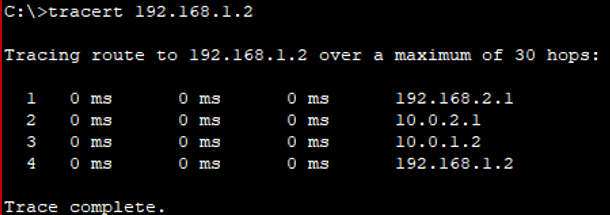 C:\>tracert 192.168.1.2
Tracing route to 192.168.1.2 over a maximum of 30 hops:
1 0 ms 0 ms 0 ms 192.168.2.1
2 0 ms 0 ms 0 ms 10.0.2.1
3 0 ms 0 ms 0 ms 10.0.1.2
4 0 ms 0 ms 0 ms 192.168.1.2
Trace complete.